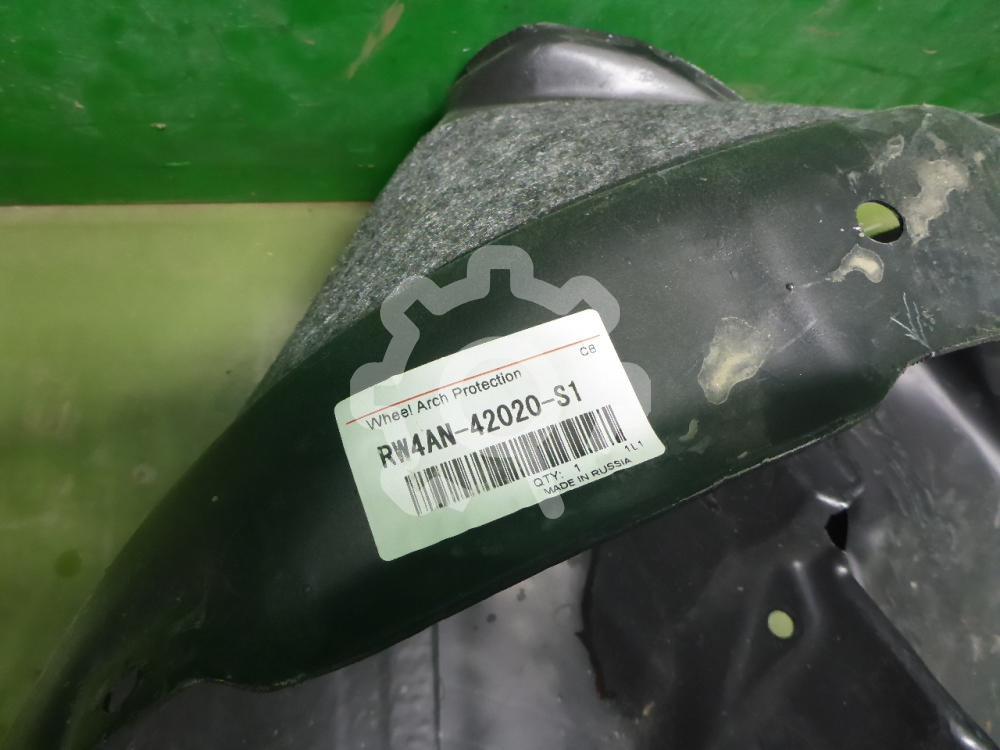 CB
Wheel Arch Protection
RW4AN-42020-S1
QTY: 1 1L1
MADE IN RUSSIA